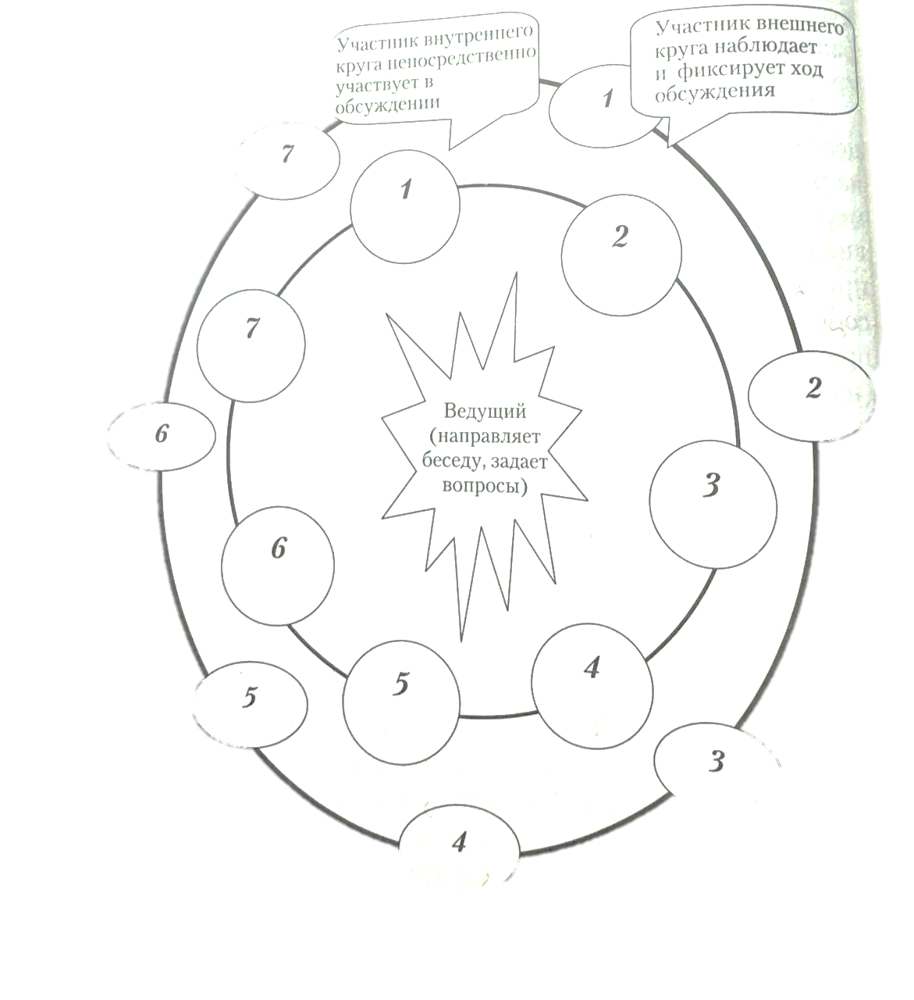 Участник внутреннего
круга непосредственно
участвует в
обсуждении
Участник внешнего
круга наблюдает
и фиксирует ход
обсуждения
1
7
1
2
7
2
6
Ведущий
(направляет
беседу, задает
вопросы)
3
6
5
5
4
3
4